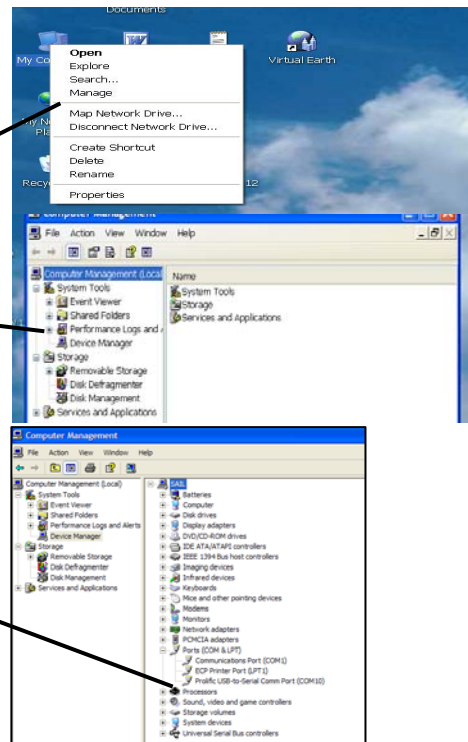 Documents
My Co
Virtual Earth
Open
Explore
Search...
Manage
Map Network Drive...
Disconnect Network Drive...
Create Shortcut
Delete
Rename
Properties
My N
Pla
Recy
12
Computer Management
File Action View Window Help
Computer Management (Local
System Tools
Event Viewer
Shared Folders
Performance Logs and A
Device Manager
Storage
Removable Storage
Disk Defragmenter
Disk Management
Services and Applications
Name
System Tools
Storage
Services and Applications
Computer Management
File Action View Window Help
Computer Management (Local)
System Tools
Event Viewer
Shared Folders
Performance Logs and Alerts
Device Manager
Storage
Removable Storage
Disk Defragmenter
Disk Management
Services and Applications
SAIL
Batteries
Computer
Disk drives
Display adapters
DVD/CD-ROM drives
IDE ATA/ATAPI controllers
IEEE 1394 Bus host controllers
Imaging devices
Infrared devices
Keyboards
Mice and other pointing devices
Modems
Monitors
Network adapters
PCMCIA adapters
Ports (COM & LPT)
Communications Port (COM1)
ECP Printer Port (LPT1)
Prolific USB-to-Serial Comm Port (COM10)
Processors
Sound, video and game controllers
Storage volumes
System devices
Universal Serial Bus controllers